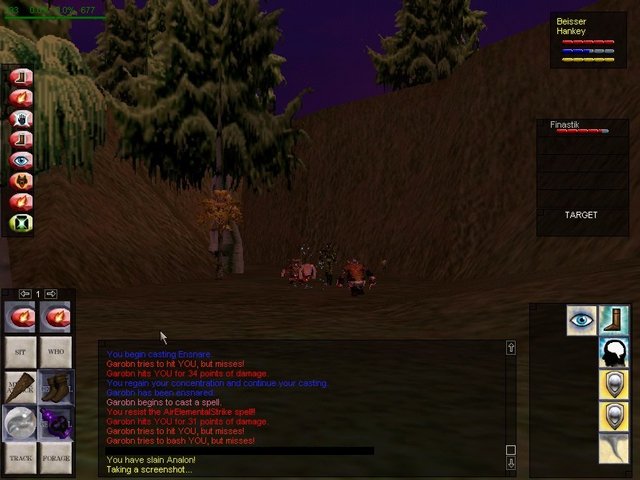 0.0% 677
Beisser
Hankey
Finastik
TARGET
1
SIT
WHO
TRACK
FORAGE
You begin casting Ensnare.
Garobn tries to hit YOU, but misses!
Garobn hits YOU for 34 points of damage.
You regain your concentration and continue your casting.
Garobn has been ensnared.
Garobn begins to cast a spell.
You resist the AirElementalStrike spell!
Garobn hits YOU for 31 points of damage.
Garobn tries to hit YOU, but misses!
Garobn tries to bash YOU, but misses!
You have slain Analon!
Taking a screenshot...